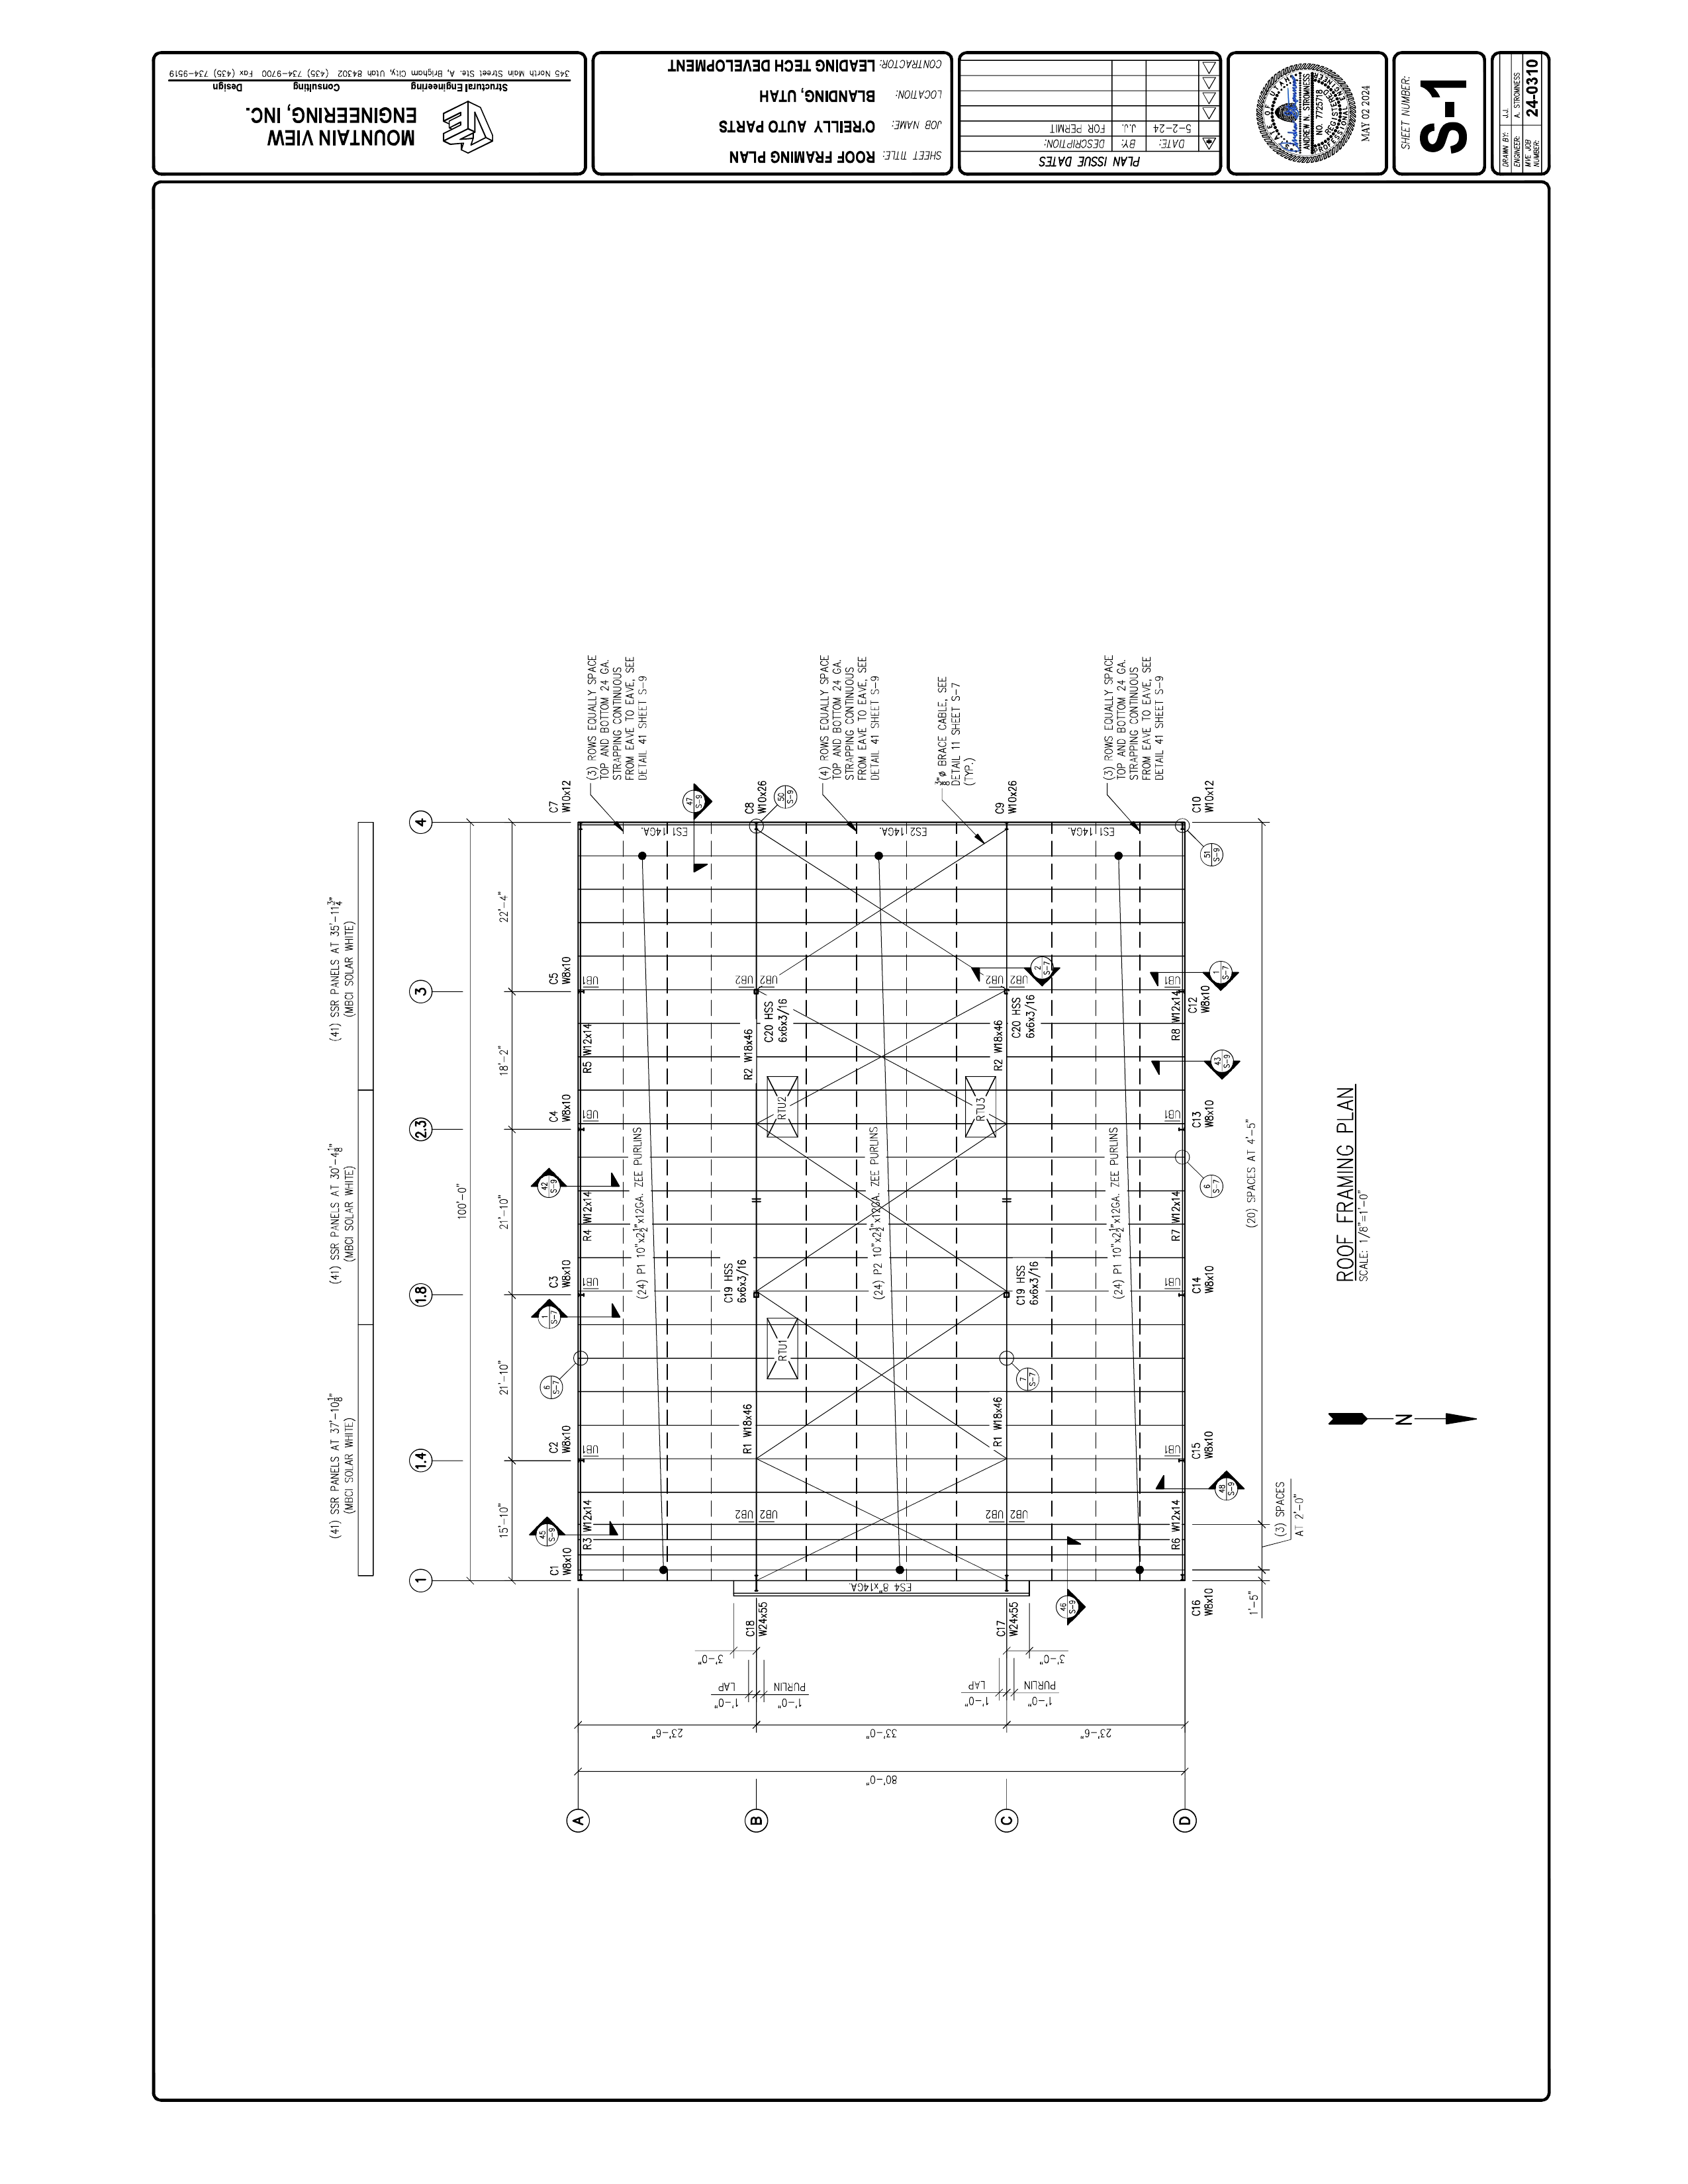 MOUNTAIN VIEW
ENGINEERING, INC.
Structural Engineering Consulting Design
345 North Main Street Ste. A, Brigham City, Utah 84302 (435) 734-9700 Fax (435) 734-9519
SHEET TITLE: ROOF FRAMING PLAN
JOB NAME: O'REILLY AUTO PARTS
LOCATION: BLANDING, UTAH
CONTRACTOR: LEADING TECH DEVELOPMENT
PLAN ISSUE DATES
DATE: BY: DESCRIPTION:
5-2-24 J.J. FOR PERMIT
ANDREW N. STROMNESS
NO. 7725718
MAY 02 2024
SHEET NUMBER:
S-1
DRAWN BY: J.J.
ENGINEER: A. STROMNESS
MVE JOB NUMBER: 24-0310
(41) SSR PANELS AT 37'-10 1/8"
(MBCI SOLAR WHITE)
(41) SSR PANELS AT 30'-4 1/8"
(MBCI SOLAR WHITE)
(41) SSR PANELS AT 35'-11 3/4"
(MBCI SOLAR WHITE)
1
1.4
1.8
2.3
3
4
100'-0"
15'-10"
21'-10"
21'-10"
18'-2"
22'-4"
C1
W8x10
C2
W8x10
C3
W8x10
C4
W8x10
C5
W8x10
C7
W10x12
45
S-9
6
S-7
1
S-7
42
S-9
47
S-9
R3 W12x14
UB1
UB1
R4 W12x14
UB1
R5 W12x14
UB1
(24) P1 10"x2 1/2"x12GA. ZEE PURLINS
ES1 14GA.
(3) ROWS EQUALLY SPACE
TOP AND BOTTOM 24 GA.
STRAPPING CONTINUOUS
FROM EAVE TO EAVE, SEE
DETAIL 41 SHEET S-9
C18
W24x55
UB2
UB2
R1 W18x46
C19 HSS
6x6x3/16
R2 W18x46
C20 HSS
6x6x3/16
UB2
UB2
C8
W10x26
50
S-9
RTU1
RTU2
RTU3
(24) P2 10"x2 1/2"x12GA. ZEE PURLINS
ES4 8"x14GA.
ES2 14GA.
(4) ROWS EQUALLY SPACE
TOP AND BOTTOM 24 GA.
STRAPPING CONTINUOUS
FROM EAVE TO EAVE, SEE
DETAIL 41 SHEET S-9
3/8"ø BRACE CABLE, SEE
DETAIL 11 SHEET S-7
(TYP.)
C17
W24x55
UB2
UB2
R1 W18x46
7
S-7
C19 HSS
6x6x3/16
R2 W18x46
C20 HSS
6x6x3/16
UB2
UB2
2
S-7
C9
W10x26
46
S-9
(24) P1 10"x2 1/2"x12GA. ZEE PURLINS
ES1 14GA.
(3) ROWS EQUALLY SPACE
TOP AND BOTTOM 24 GA.
STRAPPING CONTINUOUS
FROM EAVE TO EAVE, SEE
DETAIL 41 SHEET S-9
R6 W12x14
UB1
UB1
R7 W12x14
UB1
R8 W12x14
UB1
C16
W8x10
C15
W8x10
C14
W8x10
C13
W8x10
C12
W8x10
C10
W10x12
48
S-9
6
S-7
43
S-9
1
S-7
51
S-9
1'-5"
(3) SPACES
AT 2'-0"
(20) SPACES AT 4'-5"
3'-0"
3'-0"
1'-0"
LAP
1'-0"
PURLIN
1'-0"
LAP
1'-0"
PURLIN
23'-6"
33'-0"
23'-6"
80'-0"
A
B
C
D
N
ROOF FRAMING PLAN
SCALE: 1/8"=1'-0"